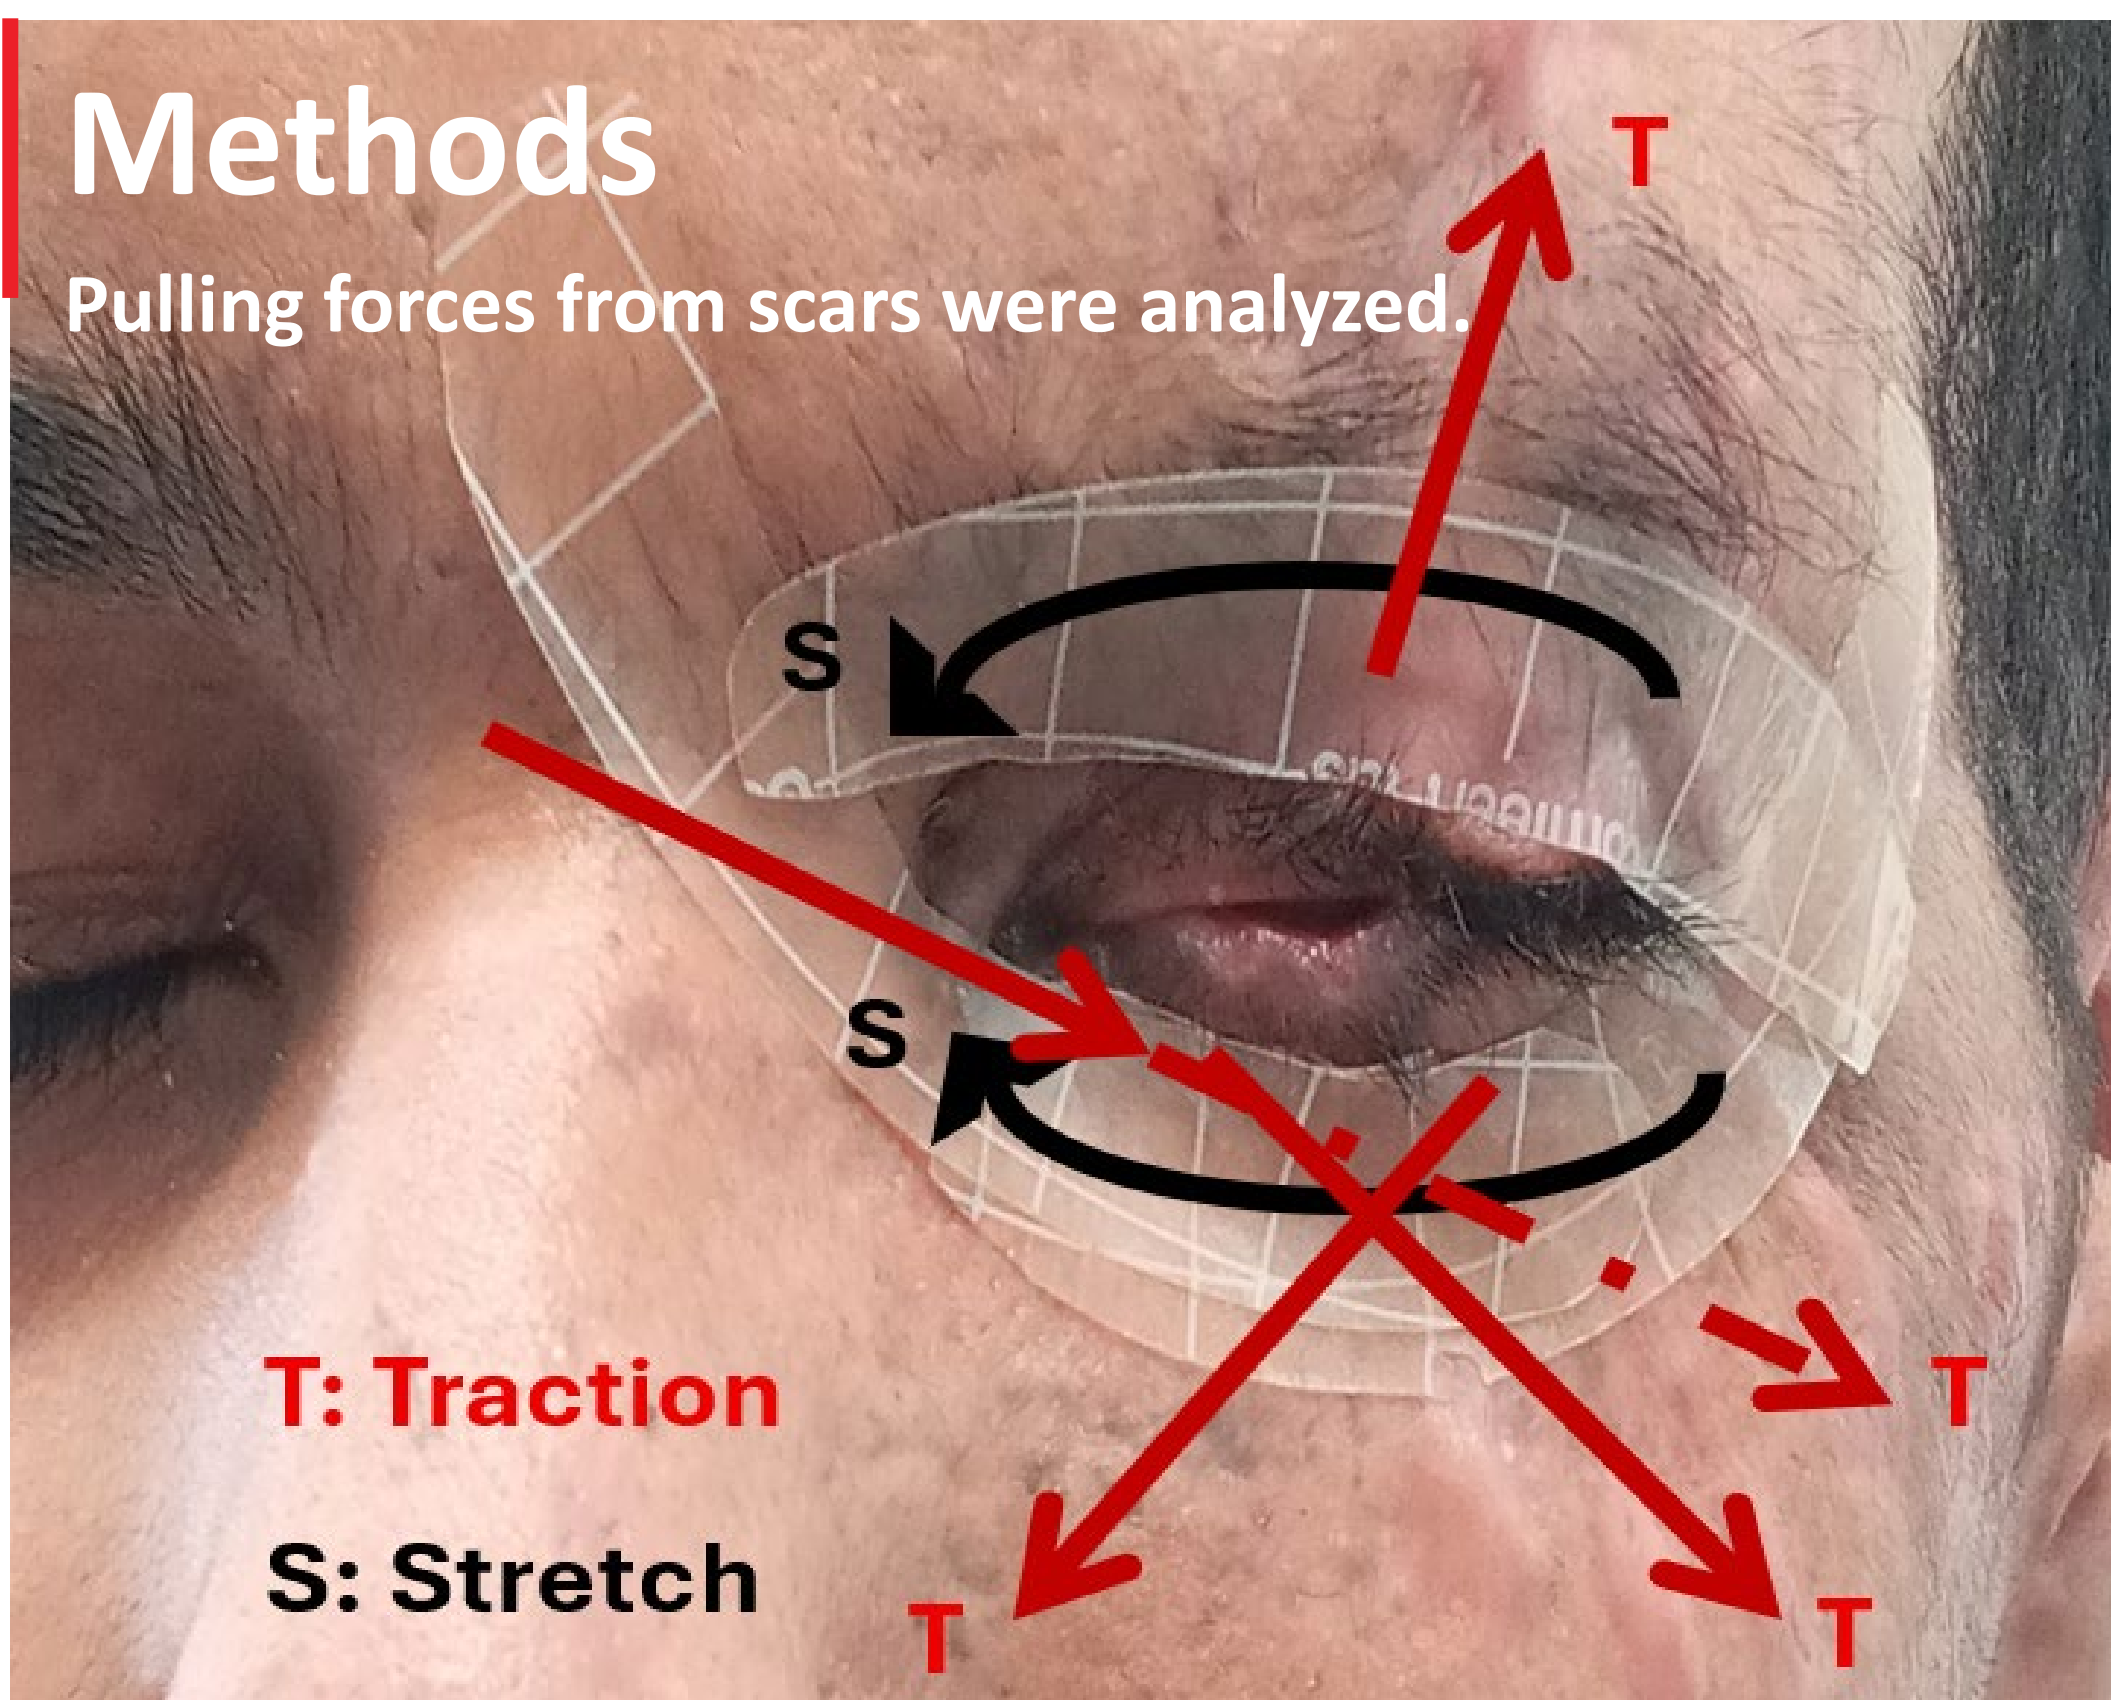 Methods
T
Pulling forces from scars were analyzed.
S
S
T: Traction
T
S: Stretch
T
T